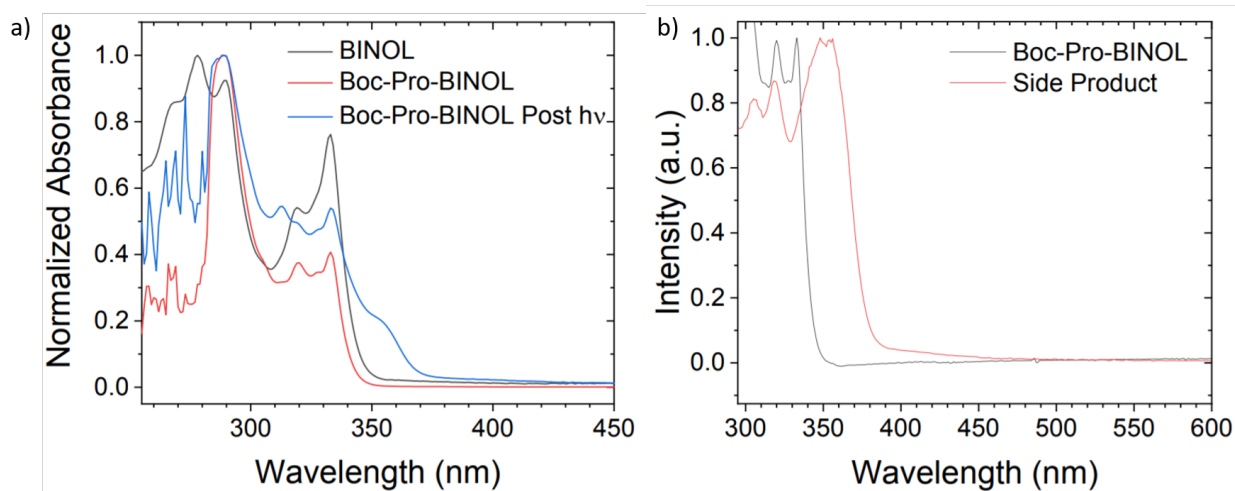 a)
BINOL
Boc-Pro-BINOL
Boc-Pro-BINOL Post hν
Normalized Absorbance
1.0
0.8
0.6
0.4
0.2
0.0
300
350
400
450
Wavelength (nm)
b)
Boc-Pro-BINOL
Side Product
Intensity (a.u.)
1.0
0.8
0.6
0.4
0.2
0.0
300
350
400
450
500
550
600
Wavelength (nm)